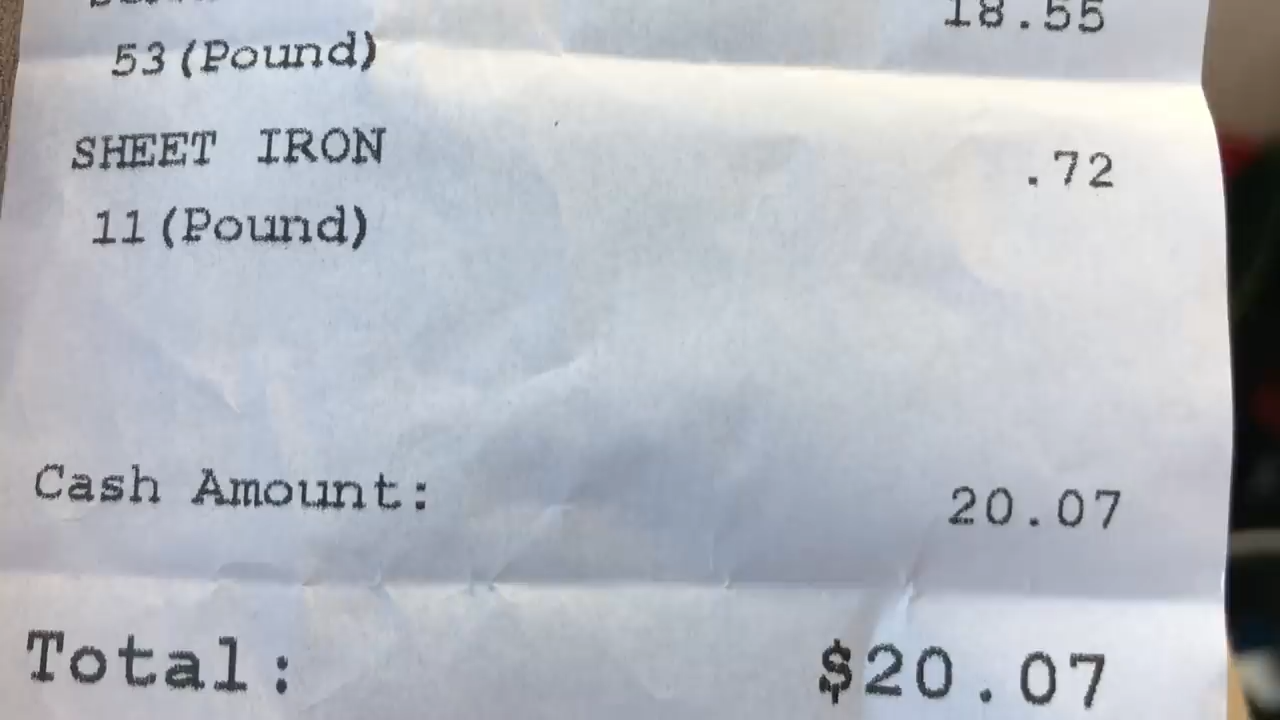 18.55
53 (Pound)
SHEET IRON .72
11 (Pound)
Cash Amount: 20.07
Total: $20.07